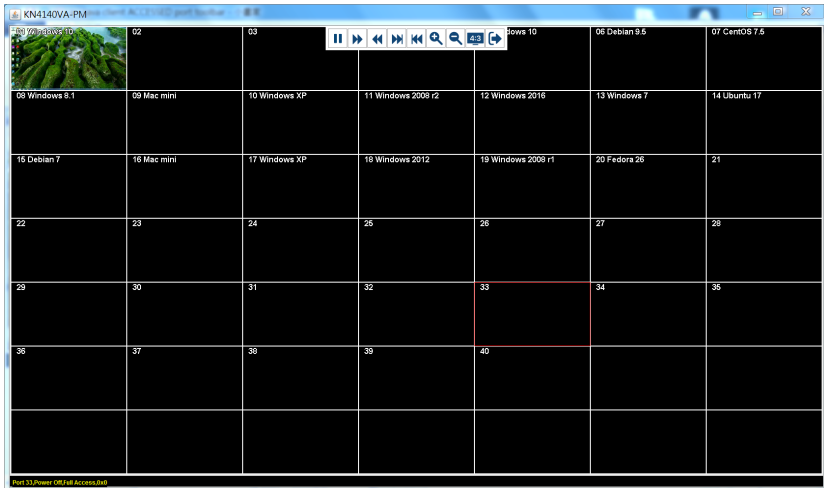 KN4140VA-PM
4:3
01 Windows 10
02
03
dows 10
06 Debian 9.5
07 CentOS 7.5
08 Windows 8.1
09 Mac mini
10 Windows XP
11 Windows 2008 r2
12 Windows 2016
13 Windows 7
14 Ubuntu 17
15 Debian 7
16 Mac mini
17 Windows XP
18 Windows 2012
19 Windows 2008 r1
20 Fedora 26
21
22
23
24
25
26
27
28
29
30
31
32
33
34
35
36
37
38
39
40
Port 33,Power Off,Full Access,0x0